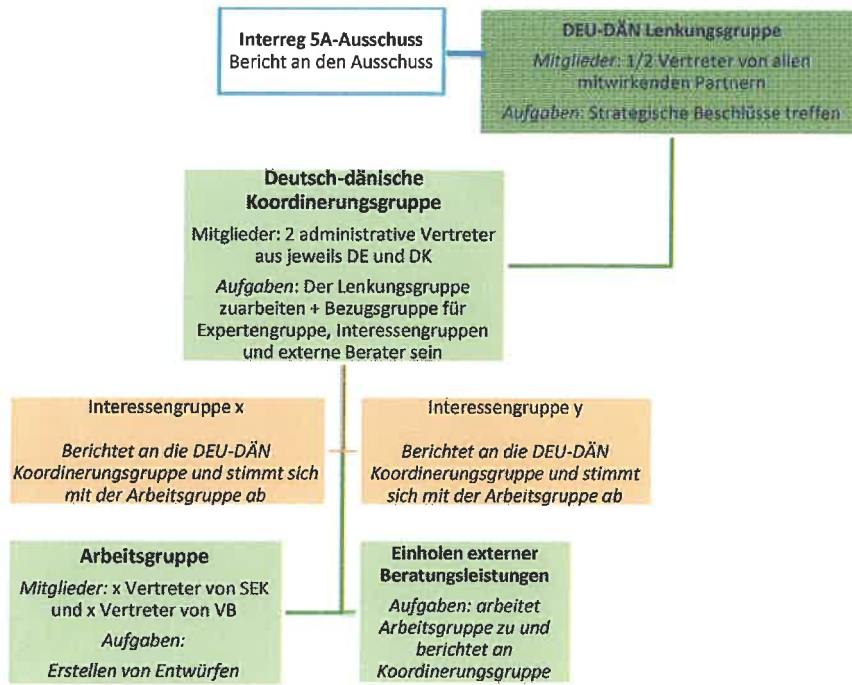 Interreg 5A-Ausschuss
Bericht an den Ausschuss
DEU-DÄN Lenkungsgruppe
Mitglieder: 1/2 Vertreter von allen
mitwirkenden Partnern
Aufgaben: Strategische Beschlüsse treffen
Deutsch-dänische
Koordinerungsgruppe
Mitglieder: 2 administrative Vertreter
aus jeweils DE und DK
Aufgaben: Der Lenkungsgruppe
zuarbeiten + Bezugsgruppe für
Expertengruppe, Interessengruppen
und externe Berater sein
Interessengruppe x
Berichtet an die DEU-DÄN
Koordinerungsgruppe und stimmt sich
mit der Arbeitsgruppe ab
Interessengruppe y
Berichtet an die DEU-DÄN
Koordinerungsgruppe und stimmt
sich mit der Arbeitsgruppe ab
Arbeitsgruppe
Mitglieder: x Vertreter von SEK
und x Vertreter von VB
Aufgaben:
Erstellen von Entwürfen
Einholen externer
Beratungsleistungen
Aufgaben: arbeitet
Arbeitsgruppe zu und
berichtet an
Koordinerungsgruppe